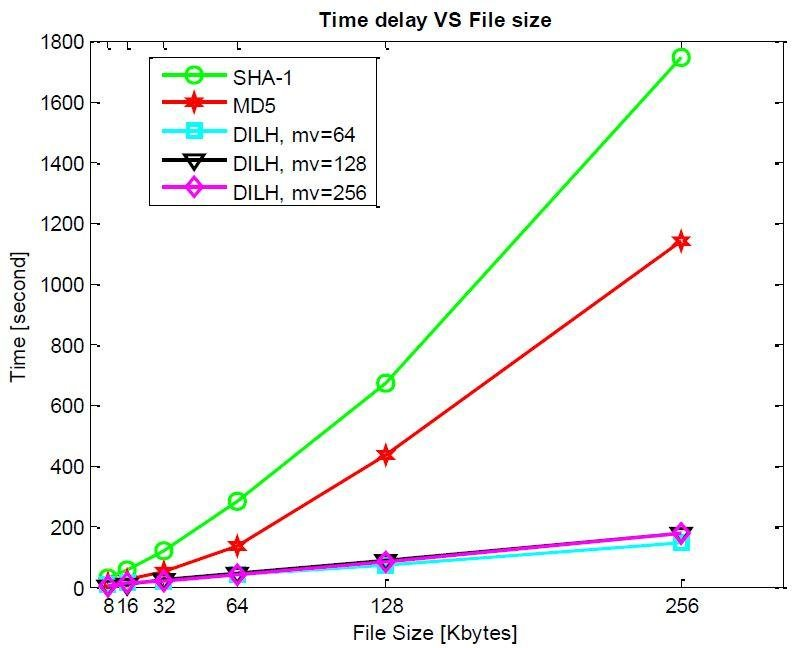 Time delay VS File size
1800
1600
1400
1200
1000
800
600
400
200
0
SHA-1
MD5
DILH, mv=64
DILH, mv=128
DILH, mv=256
Time [second]
8 16 32 64 128 256
File Size [Kbytes]